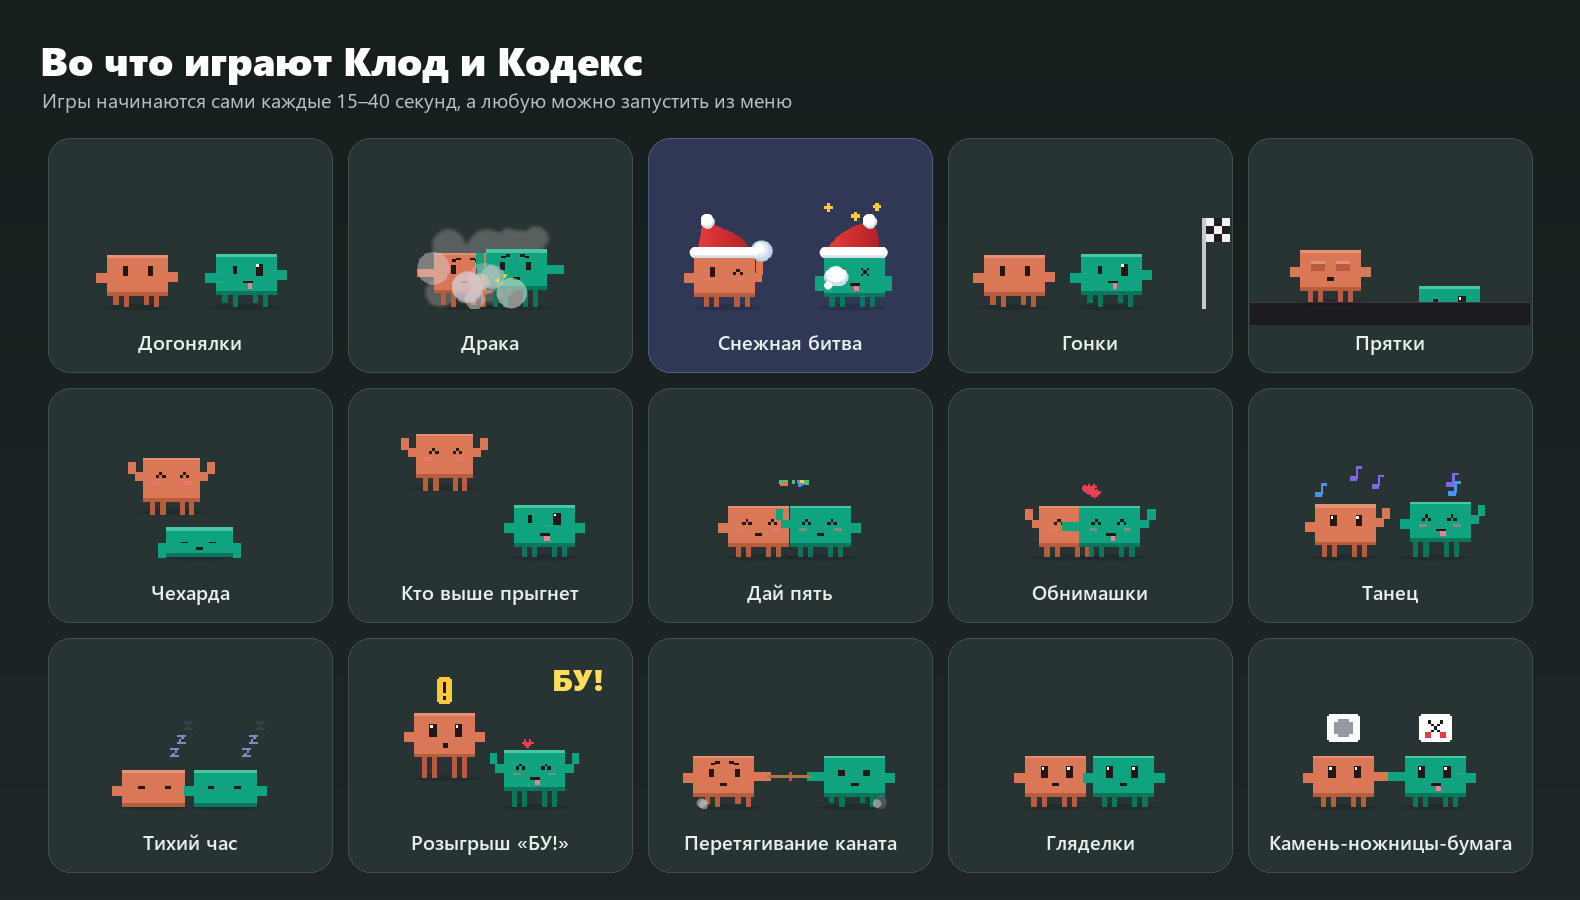 Во что играют Клод и Кодекс
Игры начинаются сами каждые 15–40 секунд, а любую можно запустить из меню
Догонялки
Драка
Снежная битва
Гонки
Прятки
Чехарда
Кто выше прыгнет
Дай пять
Обнимашки
Танец
z
z
z
z
z
z
!
БУ!
Тихий час
Розыгрыш «БУ!»
Перетягивание каната
Гляделки
Камень-ножницы-бумага